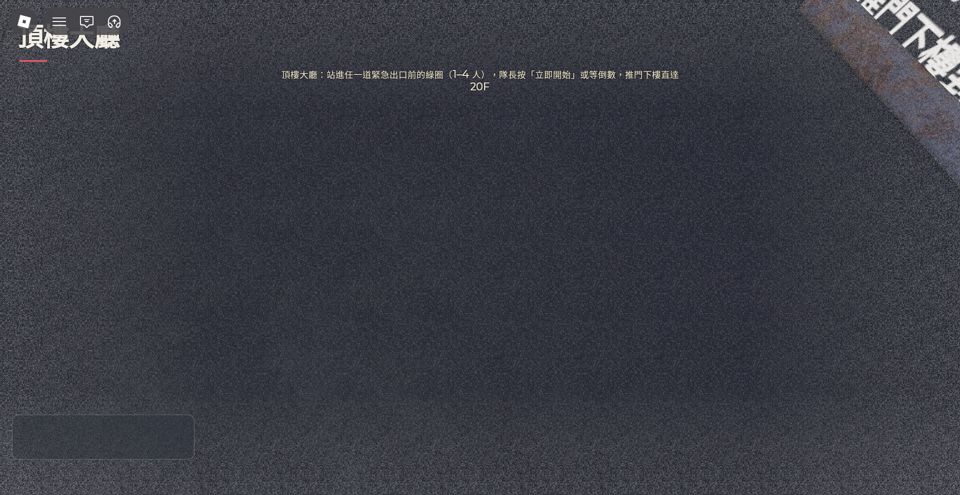 頂樓大廳
頂樓大廳：站進任一道緊急出口前的綠圈（1–4 人），隊長按「立即開始」或等倒數，推門下樓直達
20F
推門下樓